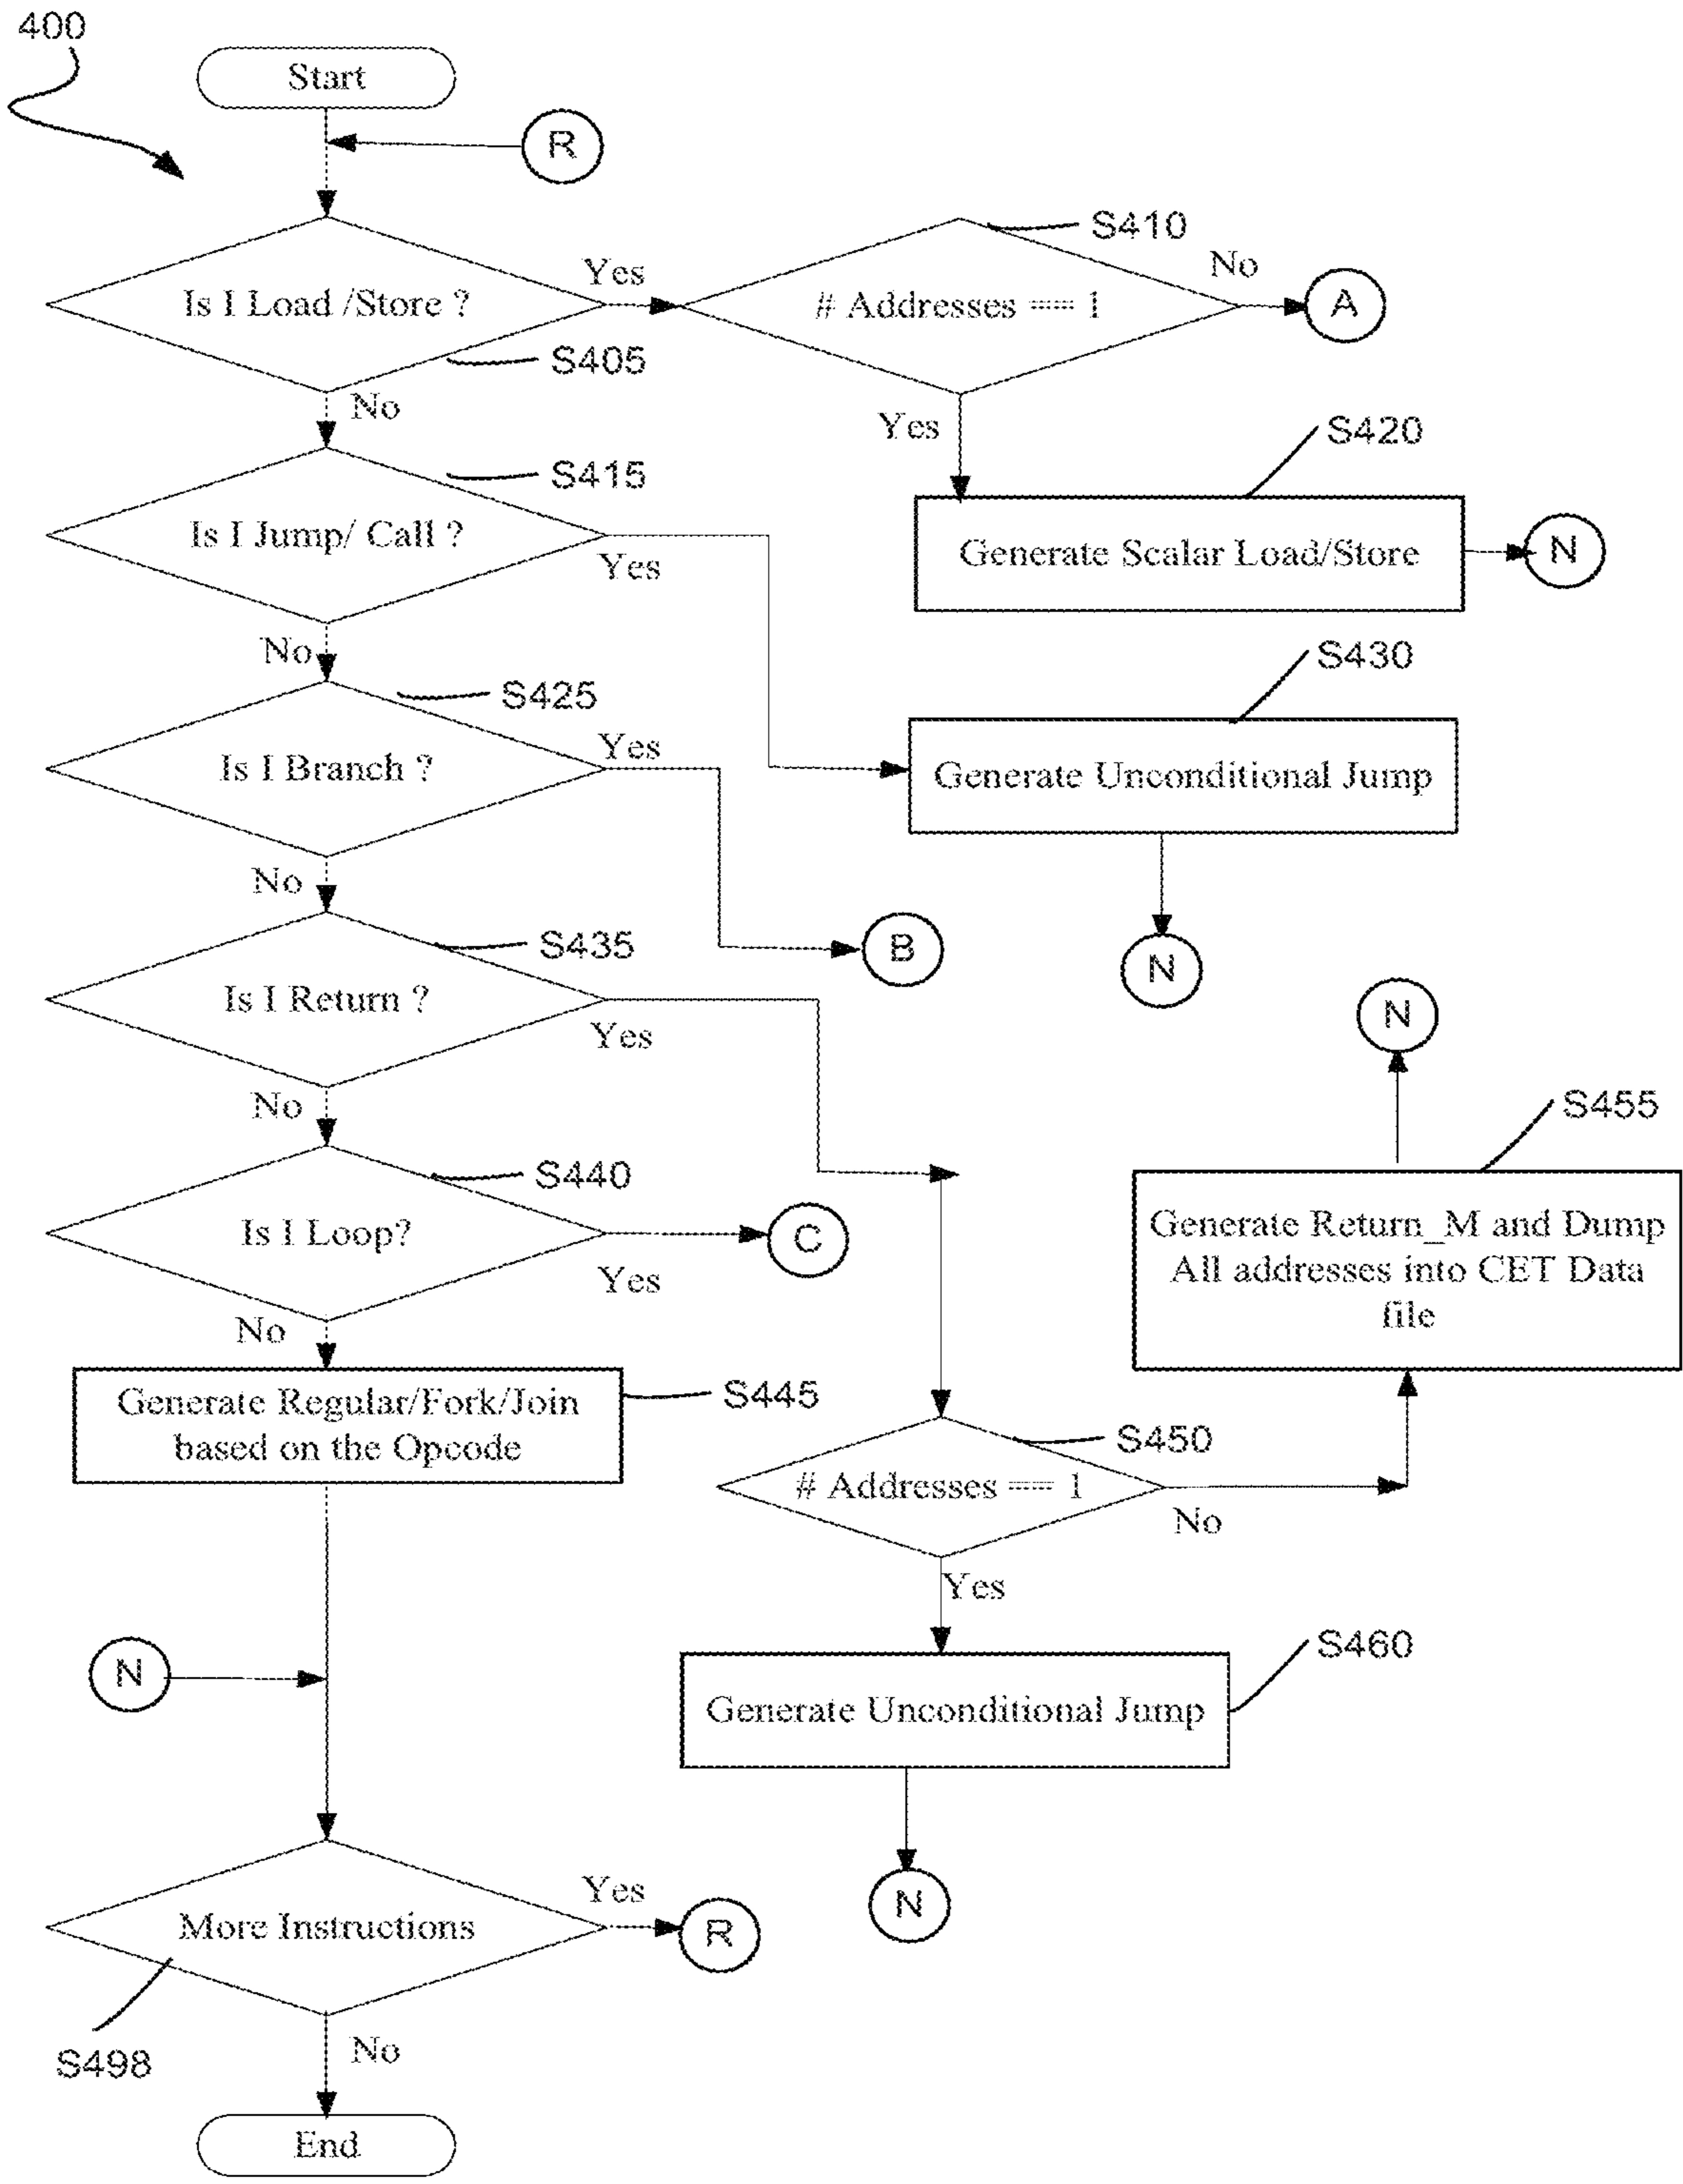 400
Start
R
S410
Yes
No
Is I Load /Store ?
# Addresses == 1
A
S405
No
Yes
S420
S415
Is I Jump/ Call ?
Yes
Generate Scalar Load/Store
N
No
S430
S425
Is I Branch ?
Yes
Generate Unconditional Jump
No
S435
B
N
Is I Return ?
Yes
N
No
S455
S440
Is I Loop?
C
Yes
Generate Return_M and Dump
All addresses into CET Data
file
No
Generate Regular/Fork/Join
based on the Opcode
S445
S450
# Addresses == 1
No
Yes
S460
N
Generate Unconditional Jump
Yes
N
More Instructions
R
S498
No
End